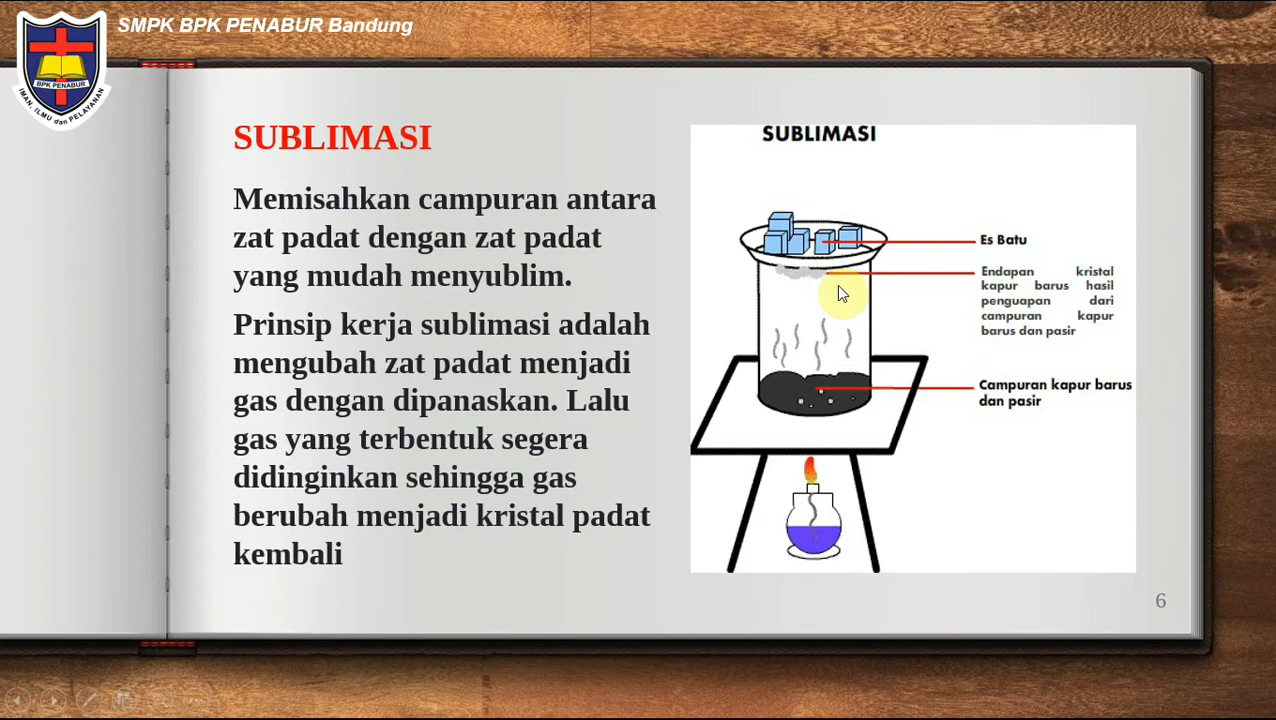 SMPK BPK PENABUR Bandung
BPK PENABUR
IMAN, ILMU dan PELAYANAN
SUBLIMASI
Memisahkan campuran antara
zat padat dengan zat padat
yang mudah menyublim.
Prinsip kerja sublimasi adalah
mengubah zat padat menjadi
gas dengan dipanaskan. Lalu
gas yang terbentuk segera
didinginkan sehingga gas
berubah menjadi kristal padat
kembali
SUBLIMASI
Es Batu
Endapan kristal
kapur barus hasil
penguapan dari
campuran kapur
barus dan pasir
Campuran kapur barus
dan pasir
6